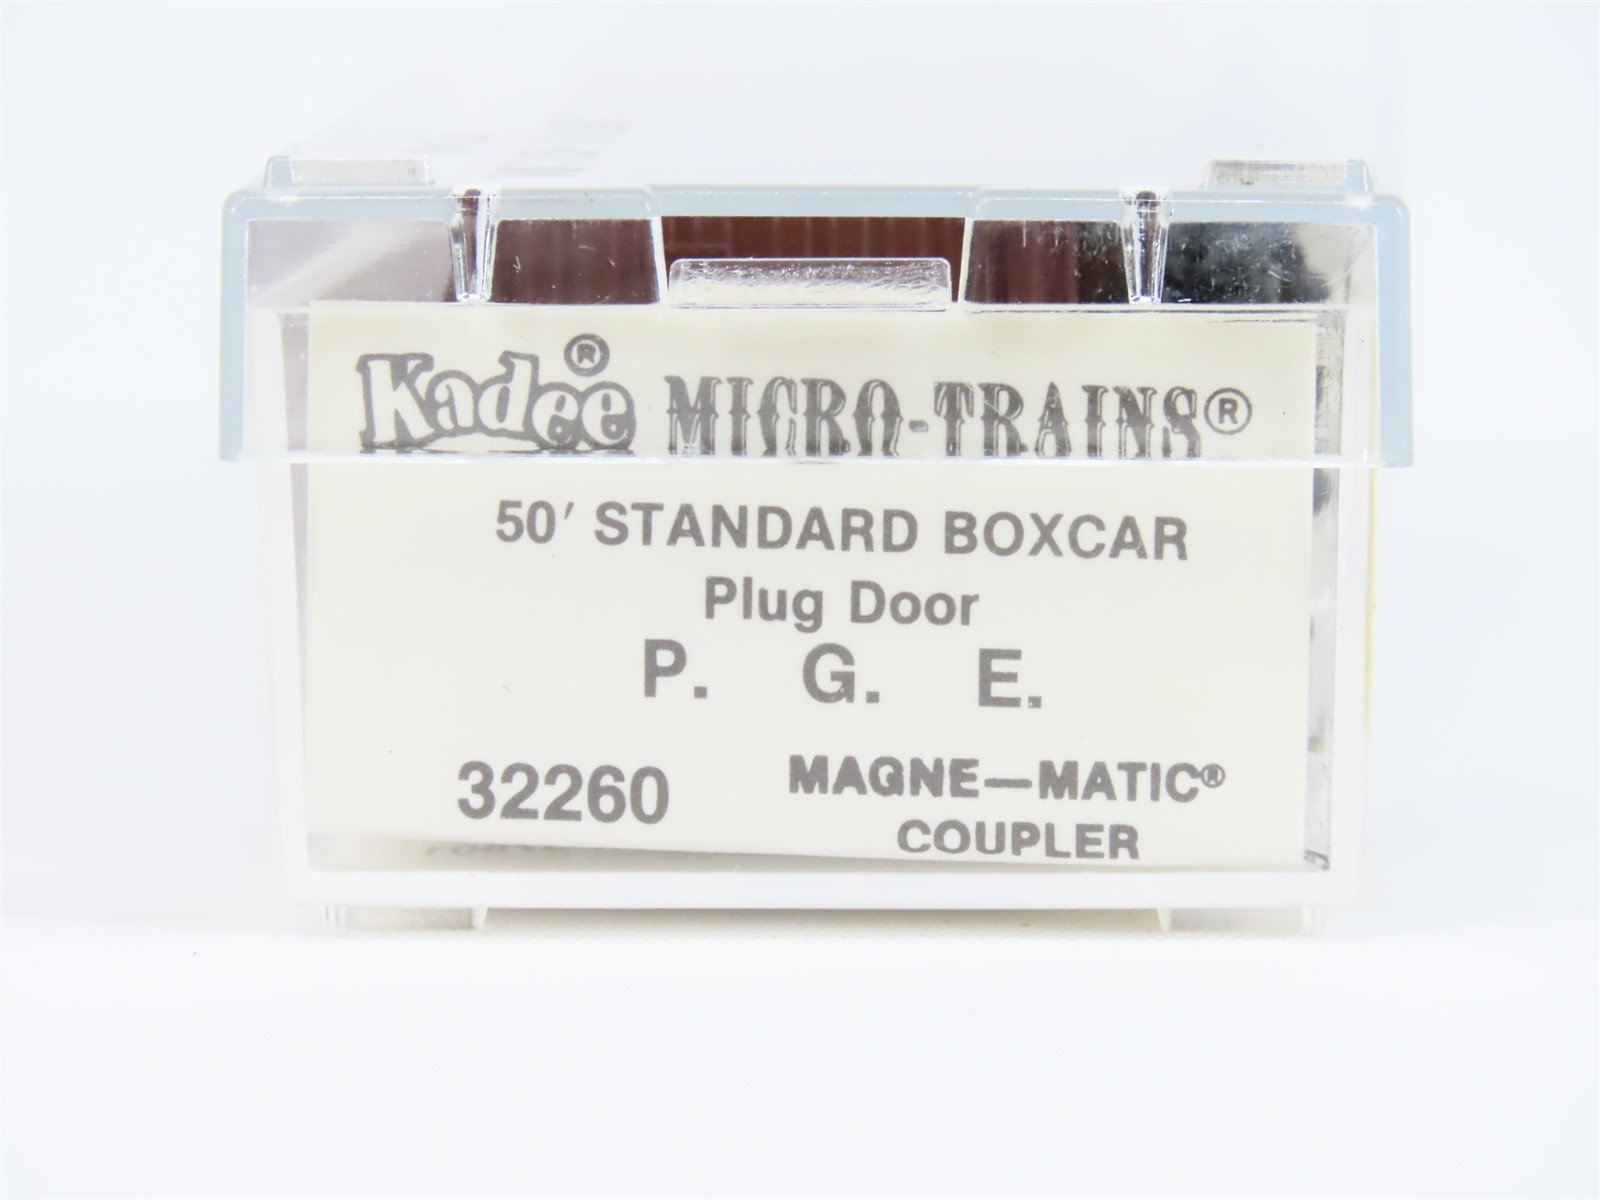 Kadee® MICRO-TRAINS®
50' STANDARD BOXCAR
Plug Door
P. G. E.
32260 MAGNE—MATIC®
COUPLER